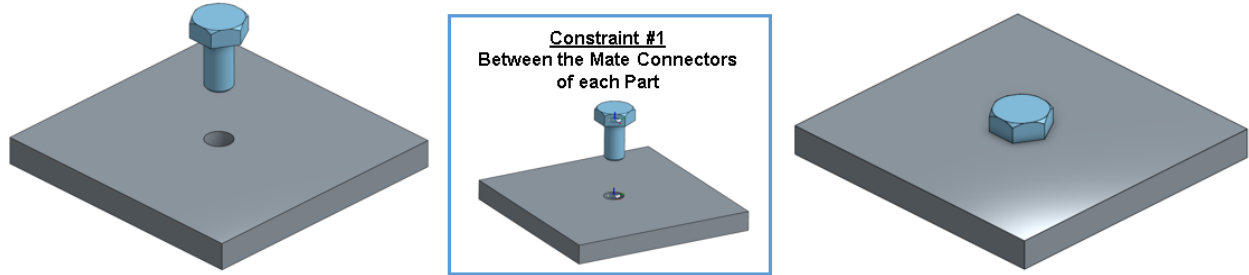 Constraint #1
Between the Mate Connectors
of each Part